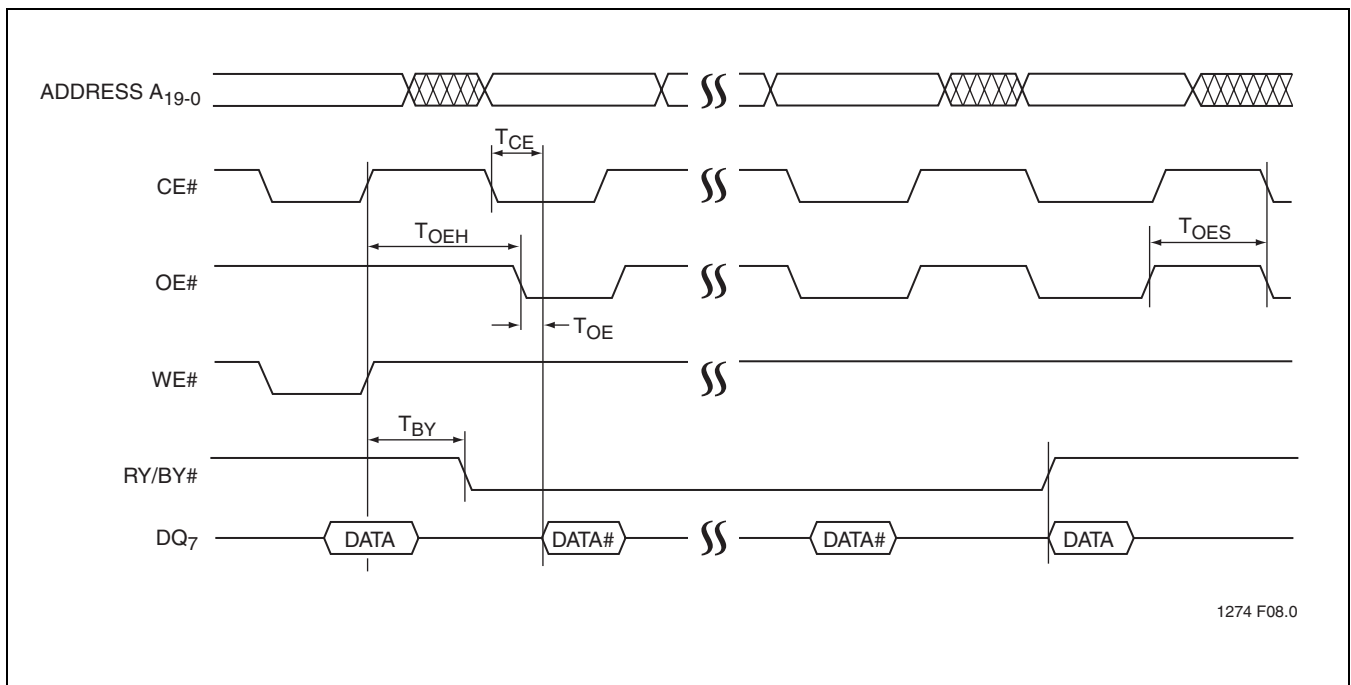 ADDRESS A19-0
TCE
CE#
TOEH
TOES
OE#
TOE
WE#
TBY
RY/BY#
DQ7 DATA DATA# DATA# DATA
1274 F08.0